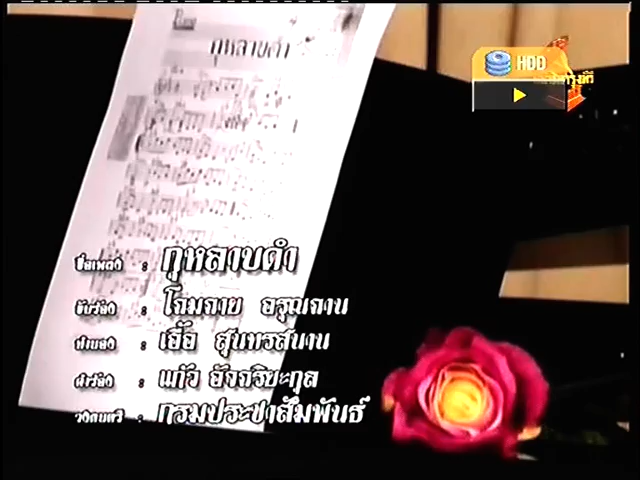 กุหลาบดำ
HDD
ชื่อเพลง : กุหลาบดำ
ขับร้อง : โฉมฉาย อรุณฉาน
ทำนอง : เอื้อ สุนทรสนาน
คำร้อง : แก้ว อัจฉริยะกุล
วงดนตรี : กรมประชาสัมพันธ์